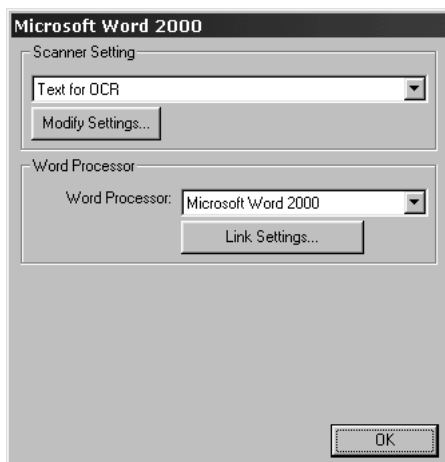 Microsoft Word 2000
Scanner Setting
Text for OCR
Modify Settings...
Word Processor
Word Processor: Microsoft Word 2000
Link Settings...
OK